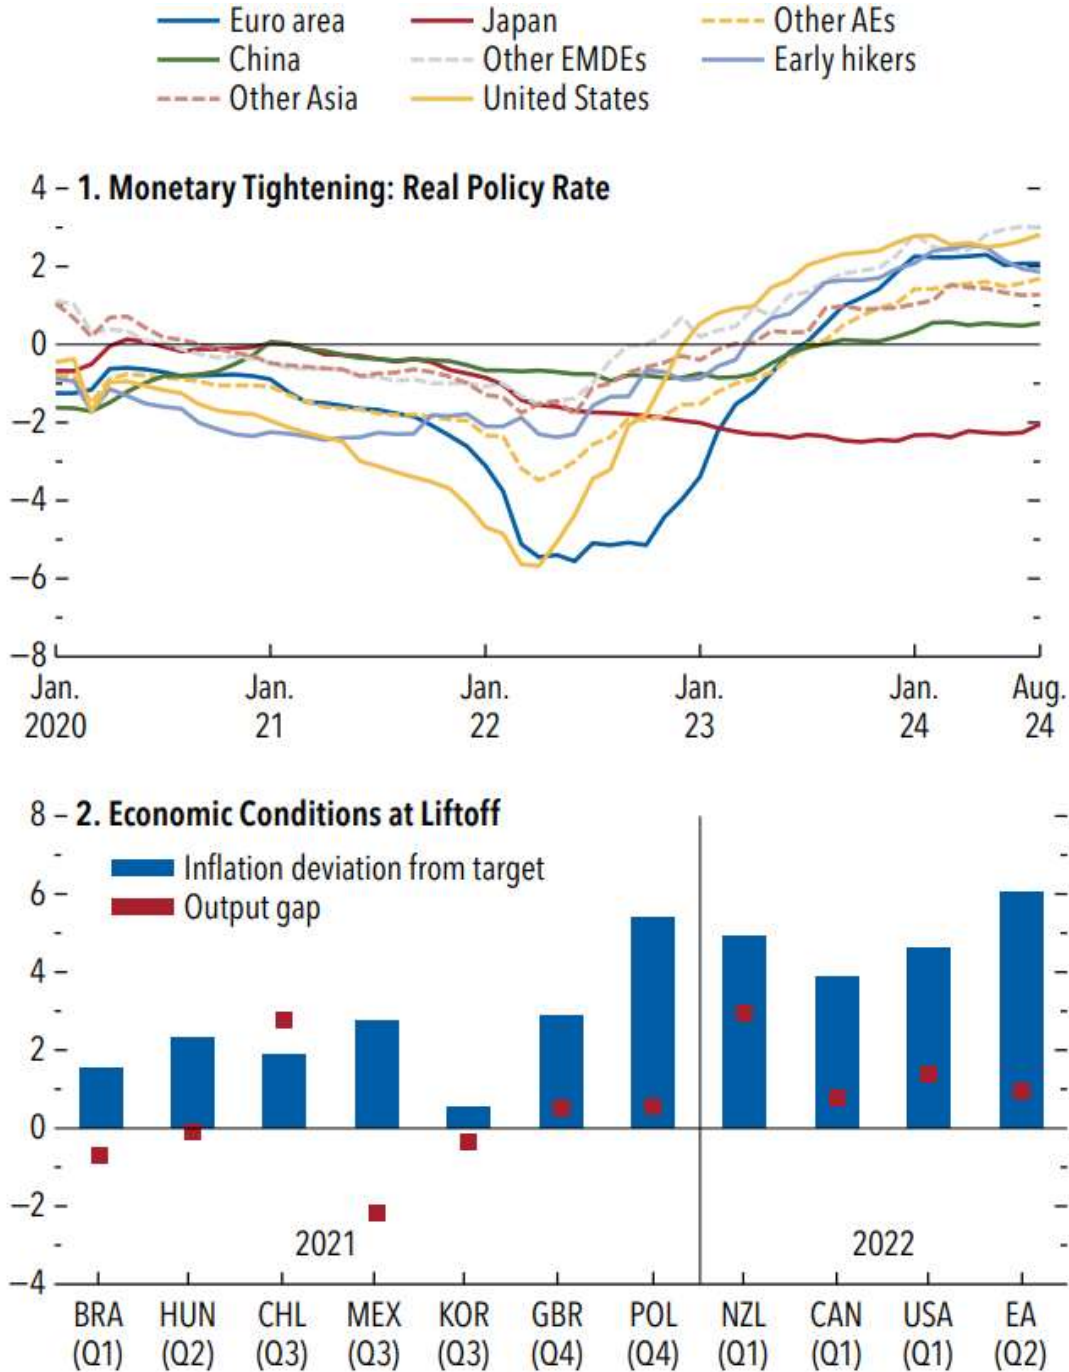 Euro area Japan Other AEs
China Other EMDEs Early hikers
Other Asia United States
1. Monetary Tightening: Real Policy Rate
4
2
0
−2
−4
−6
−8
Jan. Jan. Jan. Jan. Jan. Aug.
2020 21 22 23 24 24
2. Economic Conditions at Liftoff
Inflation deviation from target
Output gap
8
6
4
2
0
−2
−4
2021 2022
BRA HUN CHL MEX KOR GBR POL NZL CAN USA EA
(Q1) (Q2) (Q3) (Q3) (Q3) (Q4) (Q4) (Q1) (Q1) (Q1) (Q2)